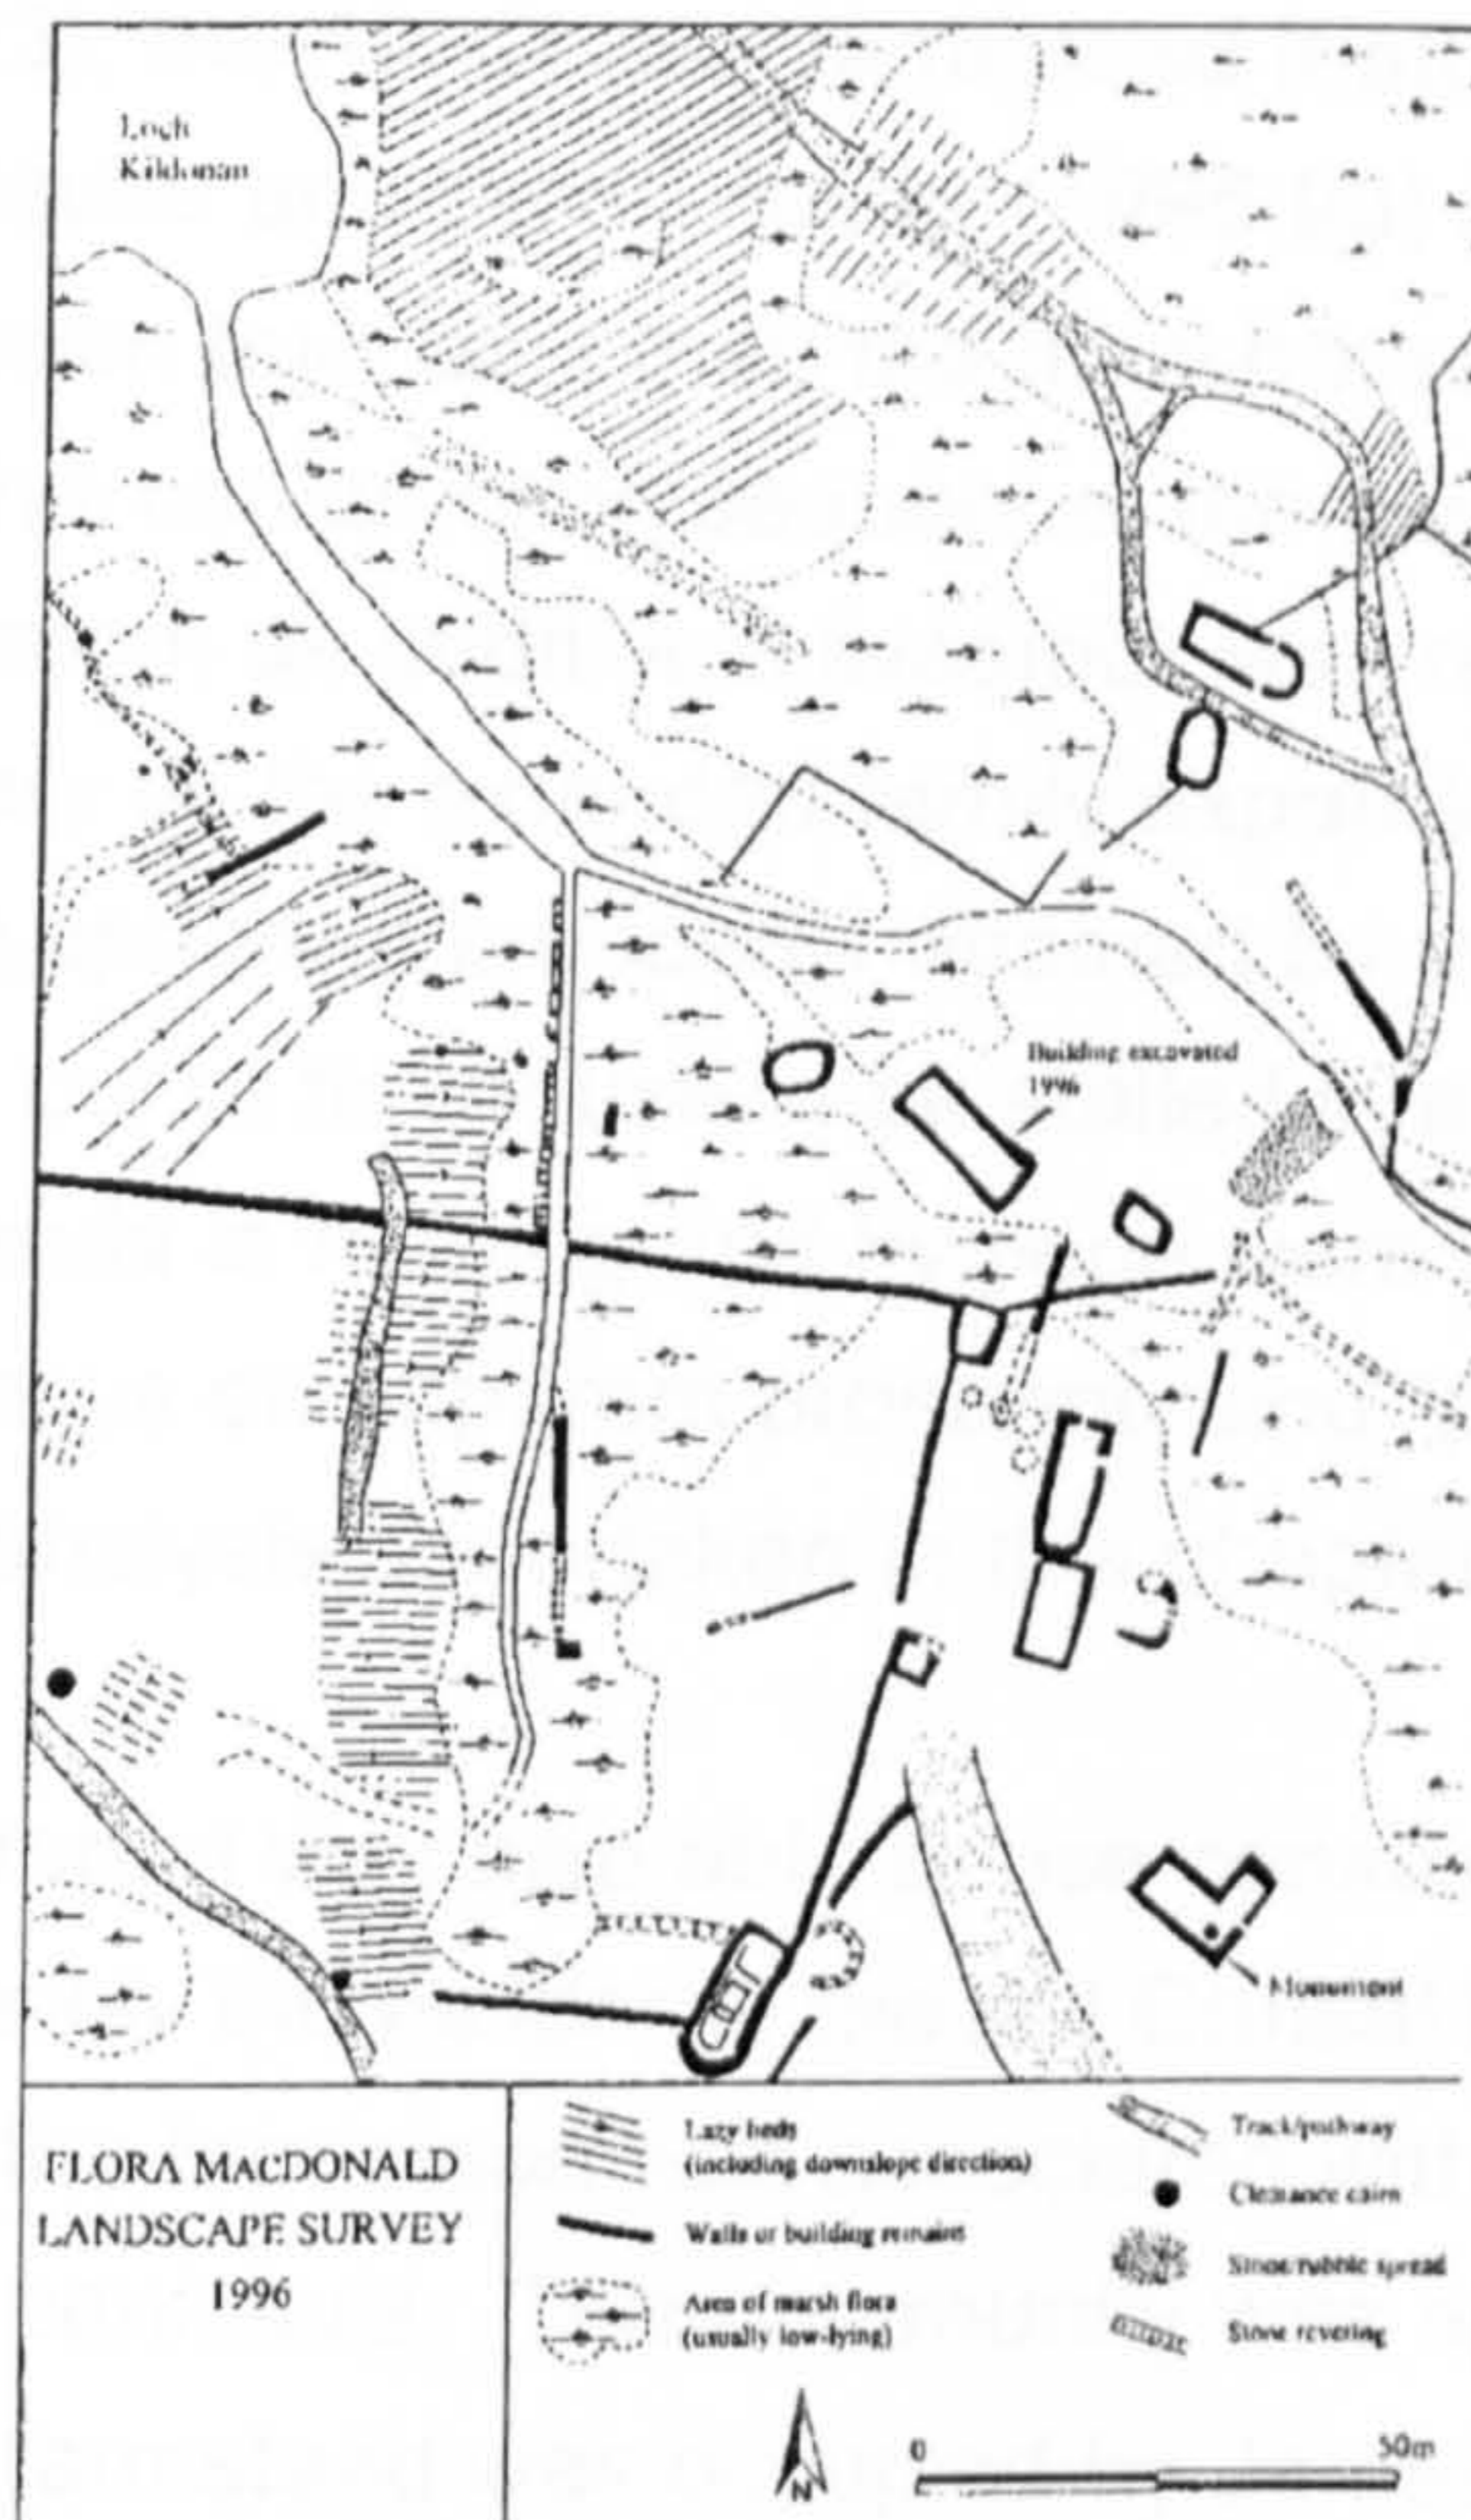 Loch
Kildonan
Building excavated
1996
Monument
FLORA MACDONALD
LANDSCAPE SURVEY
1996
Lazy beds
(including downslope direction)
Walls or building remains
Area of marsh flora
(usually low-lying)
Track/pathway
Clearance cairn
Stone/rubble spread
Stone reveting
N
0 50m